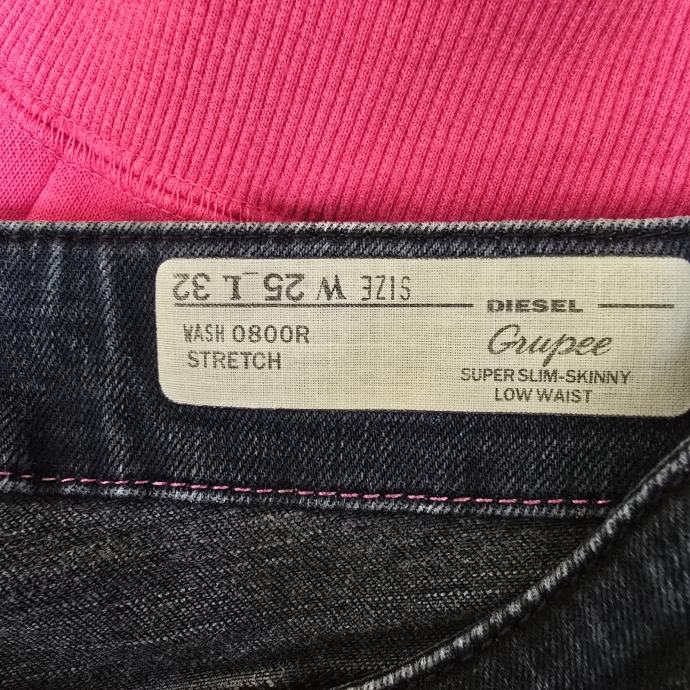 SIZE W 25 L 32
DIESEL
WASH 0800R
STRETCH
Grupee
SUPER SLIM-SKINNY
LOW WAIST